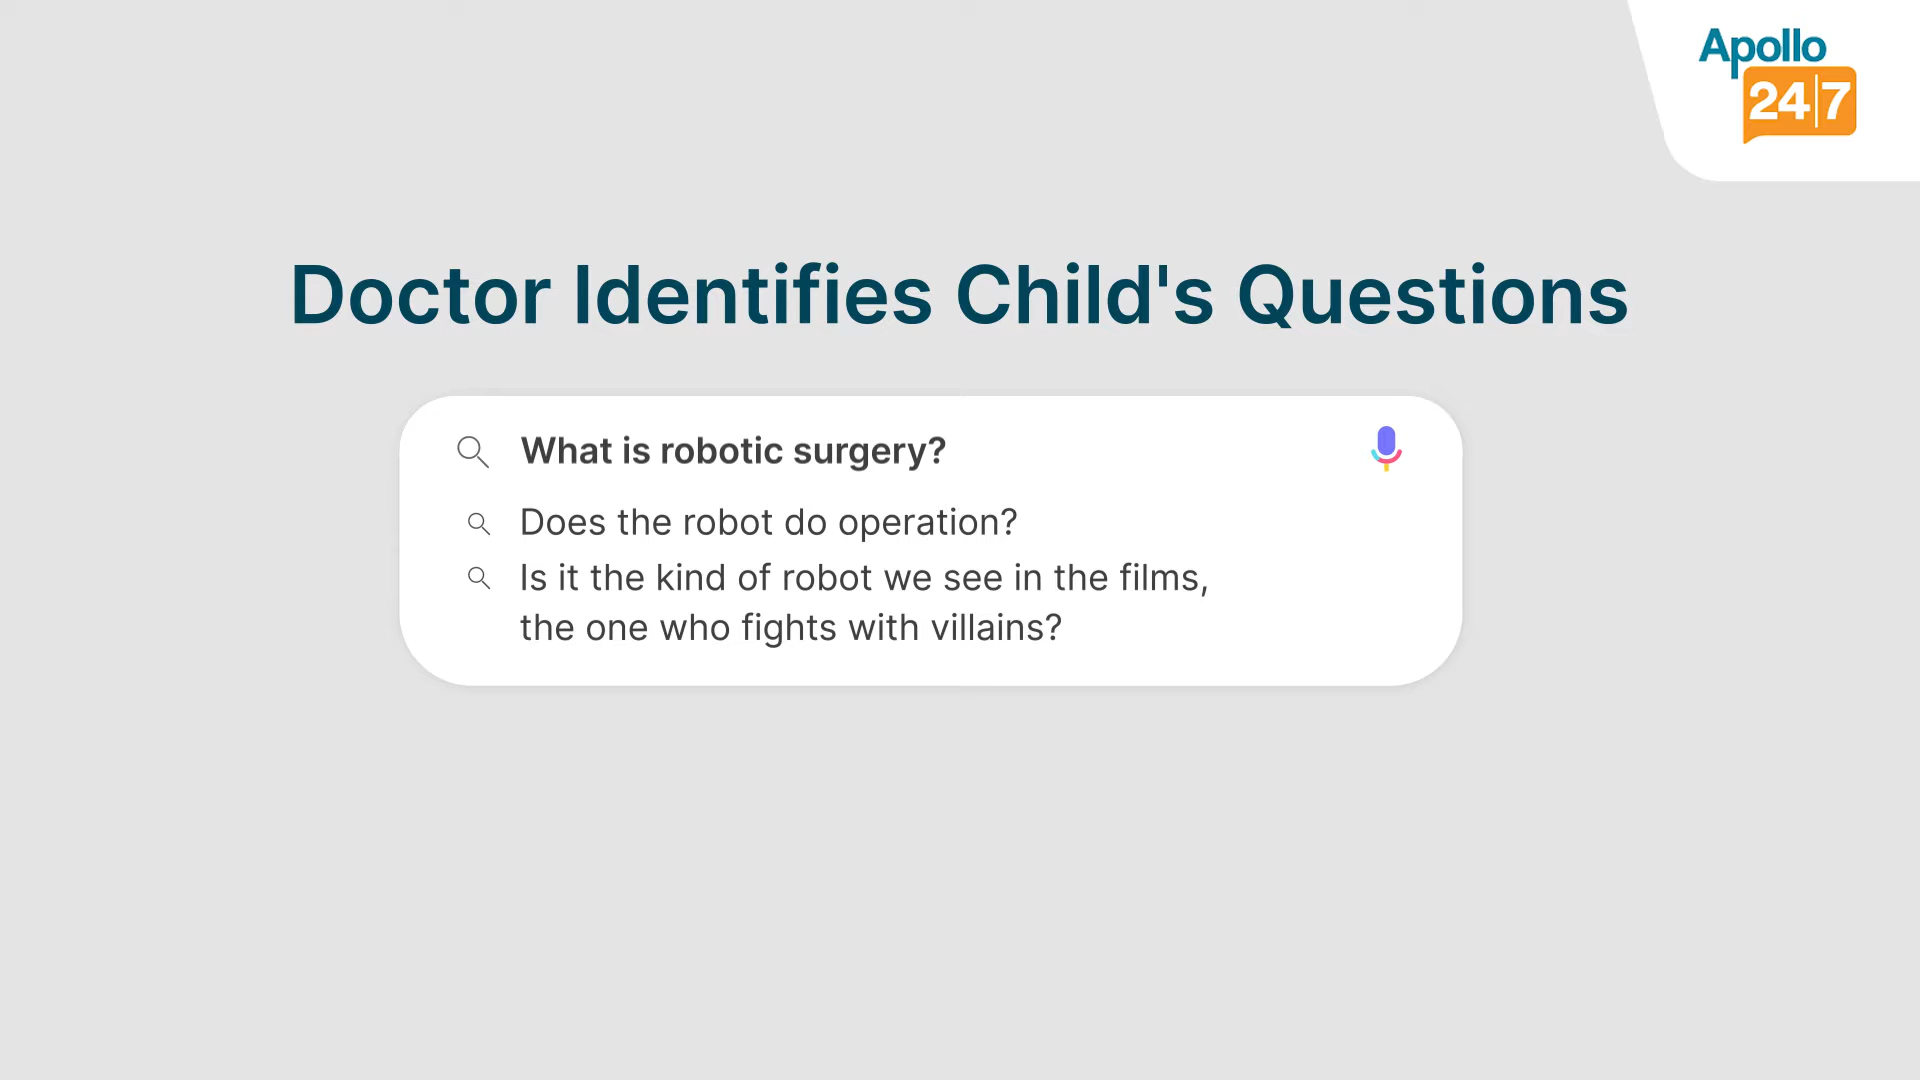 Apollo
24|7
Doctor Identifies Child's Questions
What is robotic surgery?
Does the robot do operation?
Is it the kind of robot we see in the films,
the one who fights with villains?